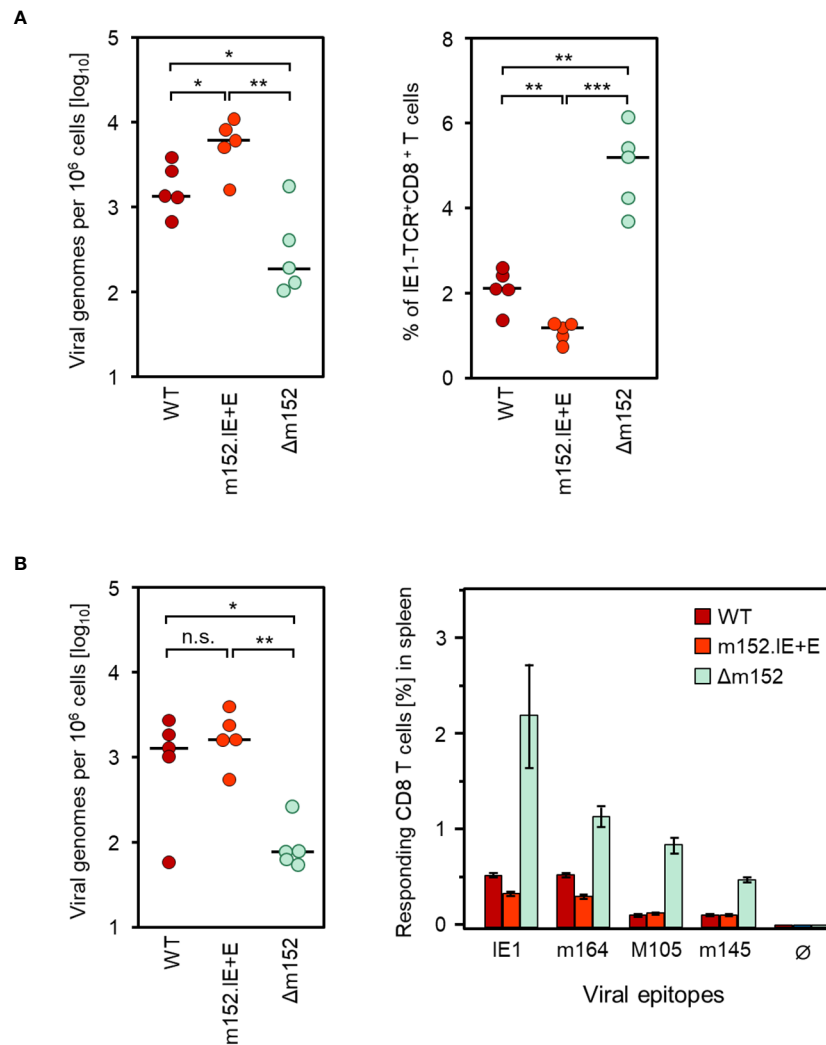 A
Viral genomes per 10⁶ cells [log₁₀]
5
4
3
2
1
*
*
**
WT
m152.IE+E
Δm152
% of IE1-TCR⁺CD8⁺ T cells
8
6
4
2
0
**
**
***
WT
m152.IE+E
Δm152
B
Viral genomes per 10⁶ cells [log₁₀]
5
4
3
2
1
*
n.s.
**
WT
m152.IE+E
Δm152
Responding CD8 T cells [%] in spleen
3
2
1
0
WT
m152.IE+E
Δm152
IE1
m164
M105
m145
∅
Viral epitopes